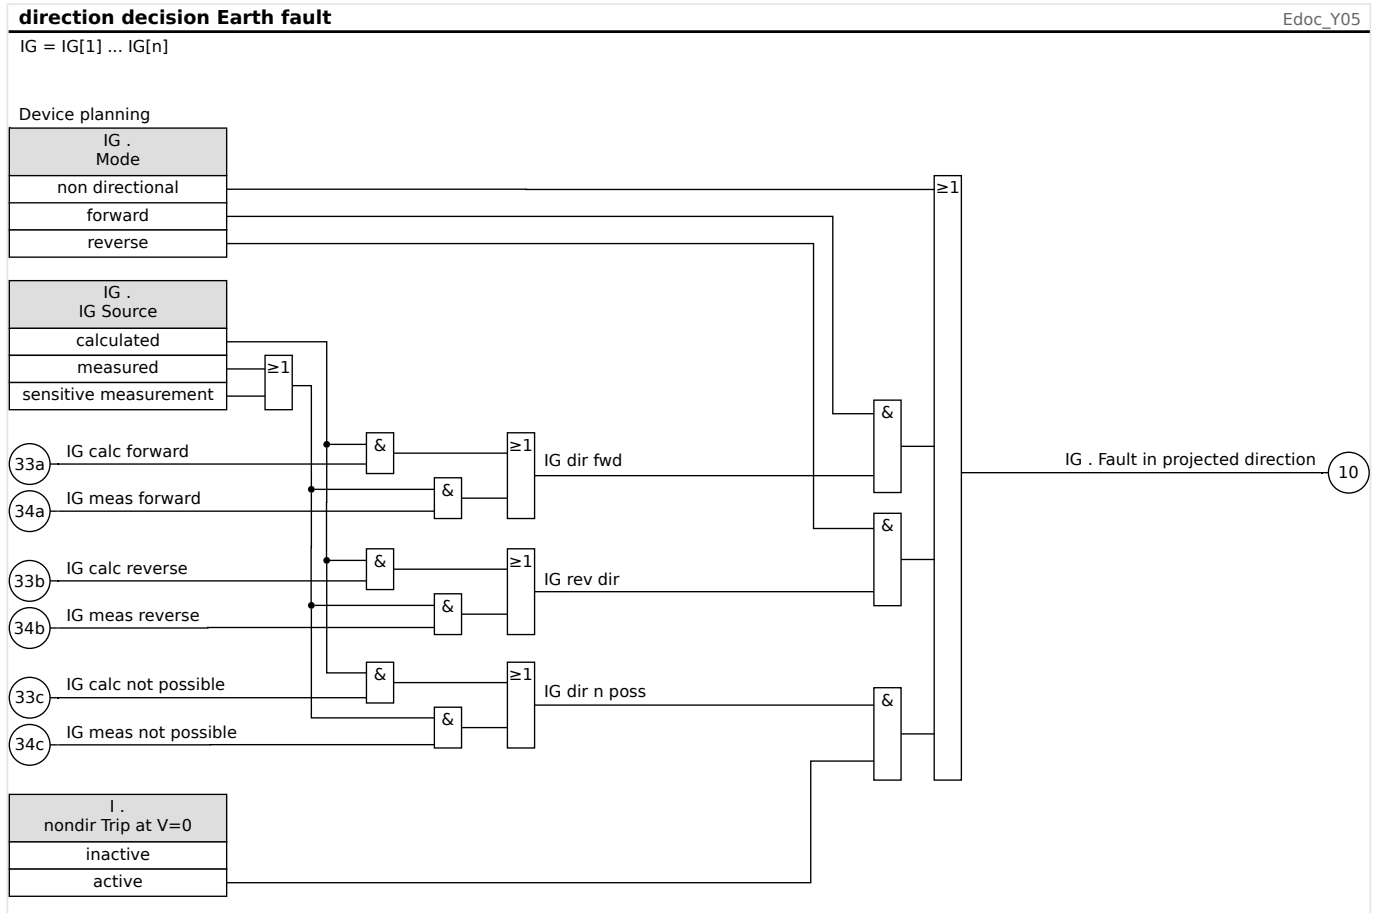 direction decision Earth fault
Edoc_Y05
IG = IG[1] ... IG[n]
Device planning
IG .
Mode
non directional
forward
reverse
≥1
IG .
IG Source
calculated
measured
sensitive measurement
≥1
&
33a
IG calc forward
&
≥1
IG dir fwd
IG . Fault in projected direction
10
34a
IG meas forward
&
&
33b
IG calc reverse
&
≥1
IG rev dir
34b
IG meas reverse
&
33c
IG calc not possible
&
≥1
IG dir n poss
&
34c
IG meas not possible
&
I .
nondir Trip at V=0
inactive
active